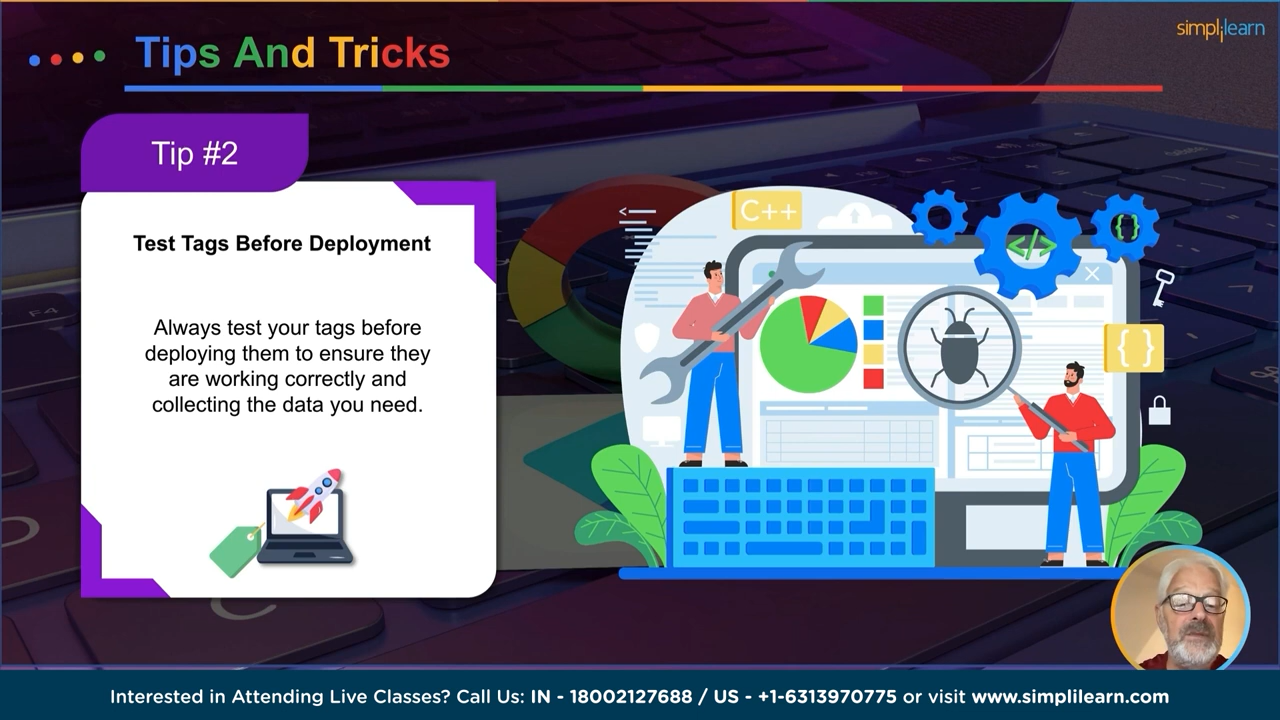 simplilearn
Tips And Tricks
Tip #2
Test Tags Before Deployment
Always test your tags before
deploying them to ensure they
are working correctly and
collecting the data you need.
C++
</>
{}
{}
F4
C
Interested in Attending Live Classes? Call Us: IN - 18002127688 / US - +1-6313970775 or visit www.simplilearn.com